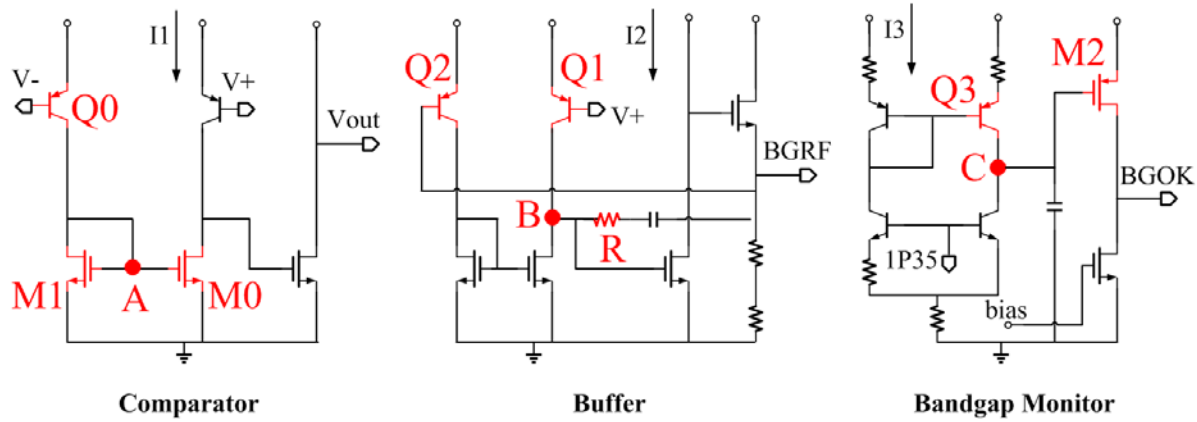 I1
V-
Q0
V+
Vout
M1
A
M0
Comparator
I2
Q2
Q1
V+
BGRF
B
R
Buffer
I3
M2
Q3
C
BGOK
1P35
bias
Bandgap Monitor